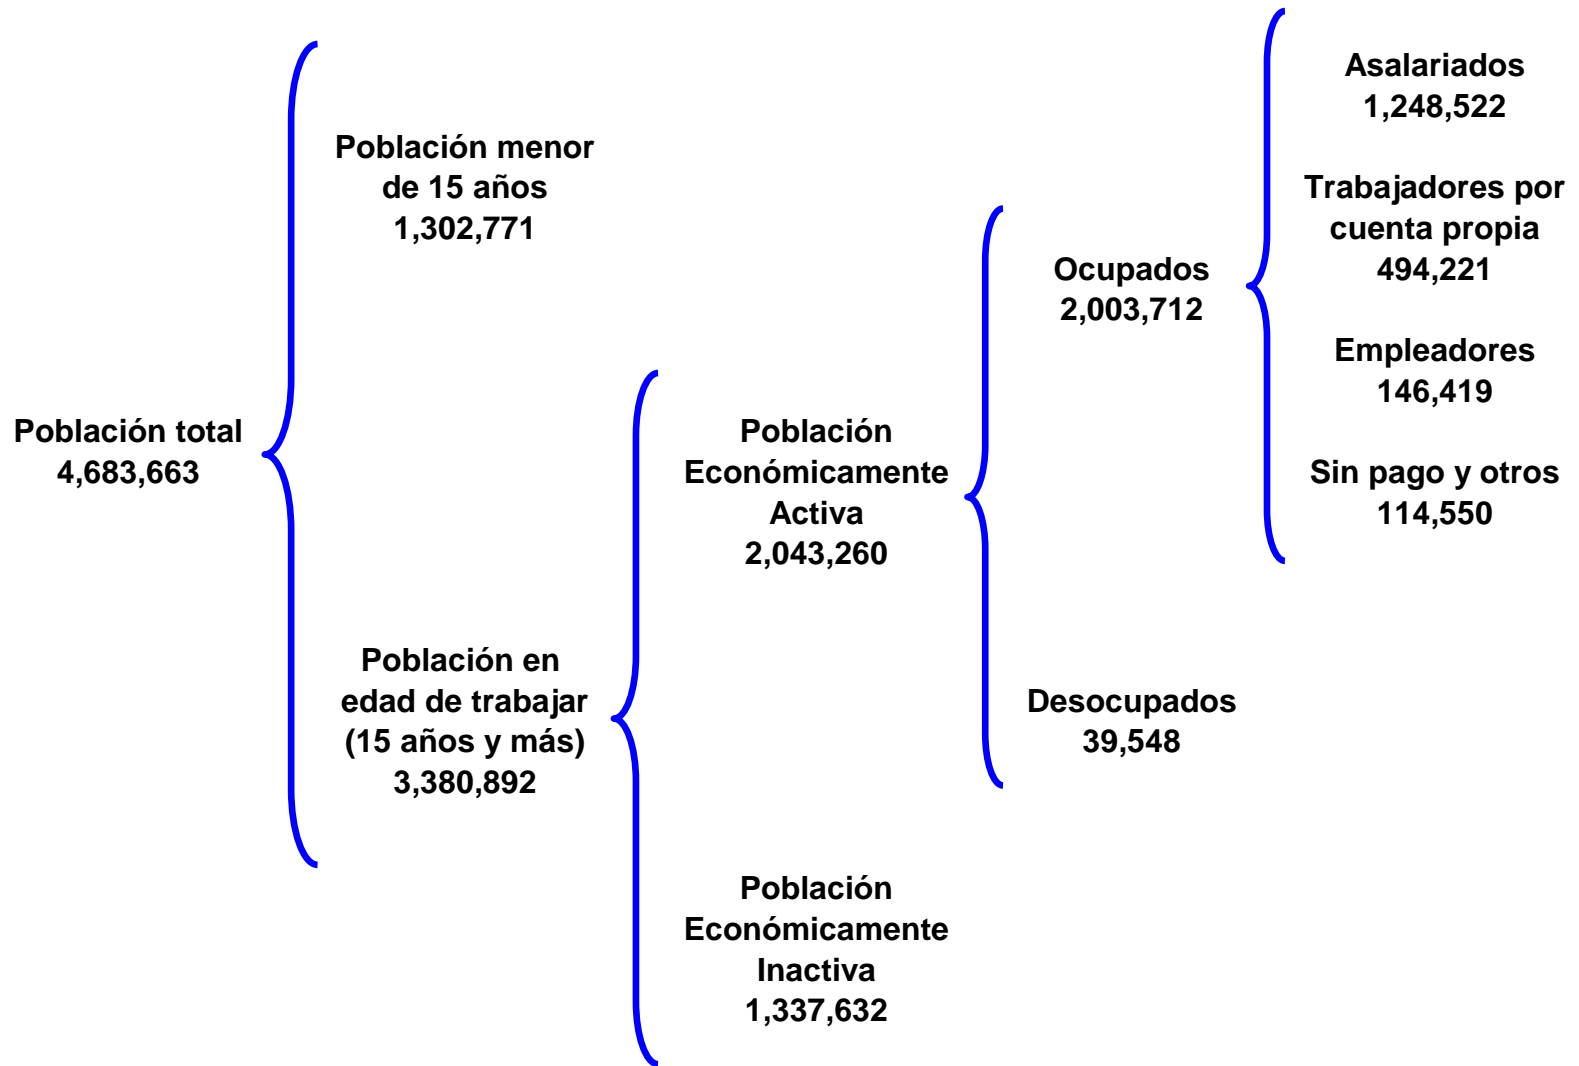 Población total
4,683,663
Población menor
de 15 años
1,302,771
Población en
edad de trabajar
(15 años y más)
3,380,892
Población
Económicamente
Activa
2,043,260
Población
Económicamente
Inactiva
1,337,632
Ocupados
2,003,712
Desocupados
39,548
Asalariados
1,248,522
Trabajadores por
cuenta propia
494,221
Empleadores
146,419
Sin pago y otros
114,550